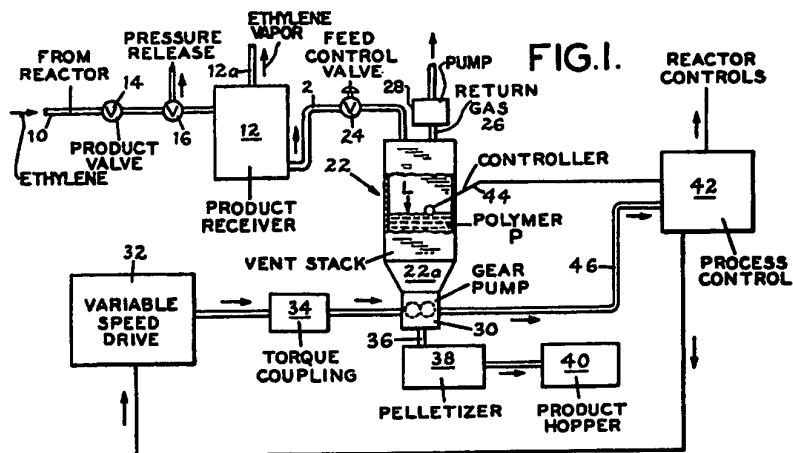 FIG.1.
FROM
REACTOR
10
ETHYLENE
14
PRODUCT
VALVE
PRESSURE
RELEASE
16
ETHYLENE
VAPOR
12a
12
PRODUCT
RECEIVER
2
FEED
CONTROL
VALVE
24
28
PUMP
RETURN
GAS
26
22
L
CONTROLLER
44
POLYMER
P
VENT STACK
22a
GEAR
PUMP
30
REACTOR
CONTROLS
42
PROCESS
CONTROL
46
32
VARIABLE
SPEED
DRIVE
34
TORQUE
COUPLING
36
38
PELLETIZER
40
PRODUCT
HOPPER